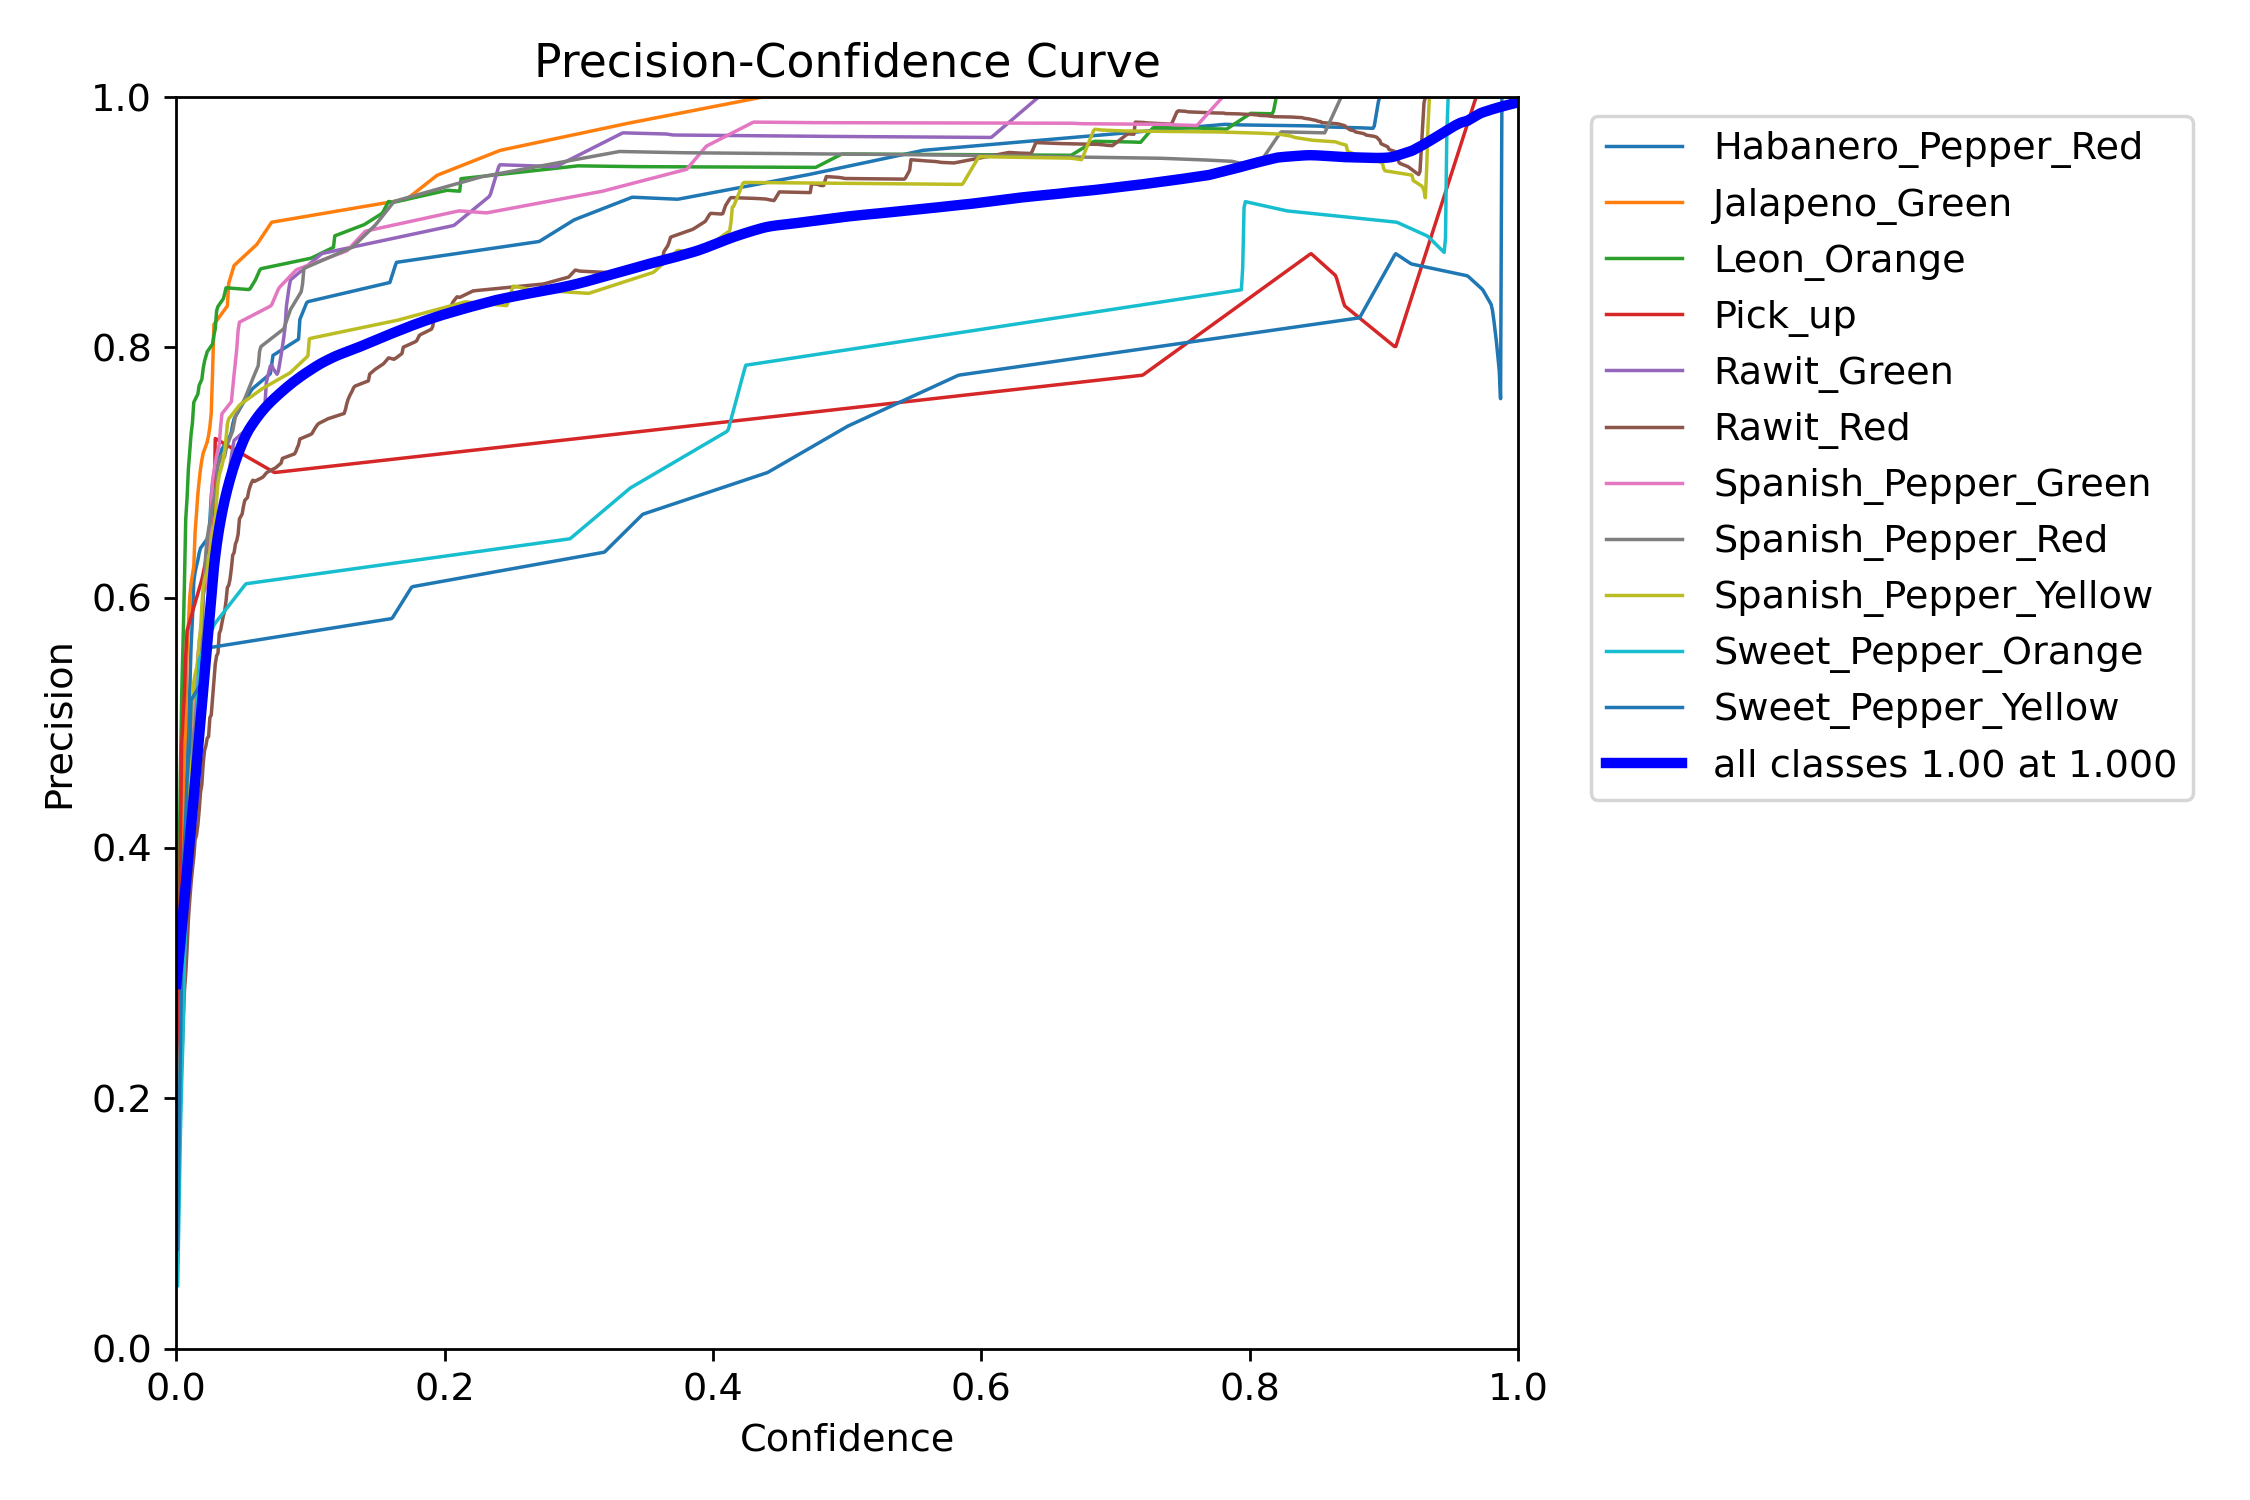 Precision-Confidence Curve
1.0
0.8
0.6
0.4
0.2
0.0
Precision
0.0 0.2 0.4 0.6 0.8 1.0
Confidence
Habanero_Pepper_Red
Jalapeno_Green
Leon_Orange
Pick_up
Rawit_Green
Rawit_Red
Spanish_Pepper_Green
Spanish_Pepper_Red
Spanish_Pepper_Yellow
Sweet_Pepper_Orange
Sweet_Pepper_Yellow
all classes 1.00 at 1.000